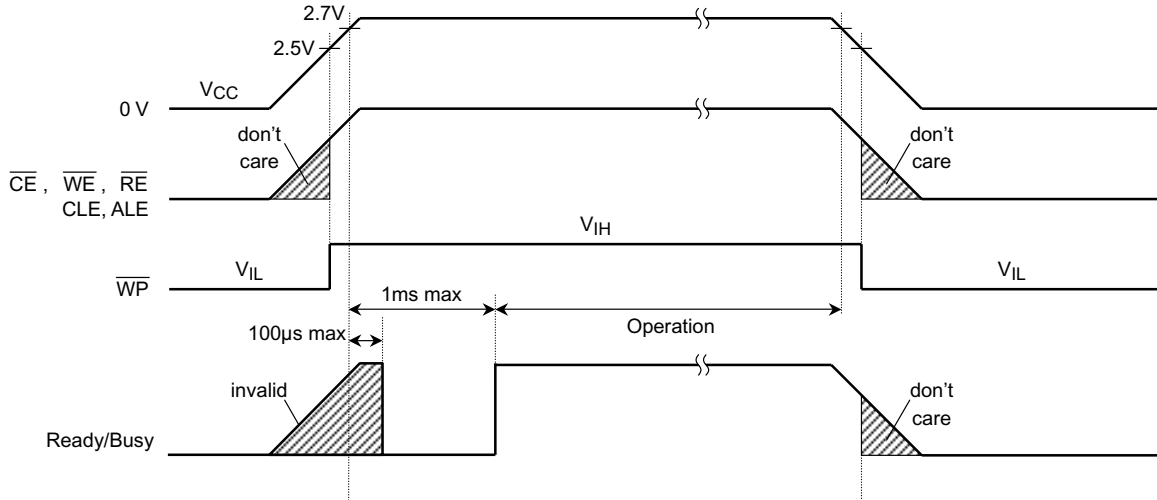 2.7V
2.5V
VCC
0 V
don't
care
don't
care
CE , WE , RE
CLE, ALE
VIH
VIL
VIL
WP
1ms max
Operation
100µs max
invalid
don't
care
Ready/Busy